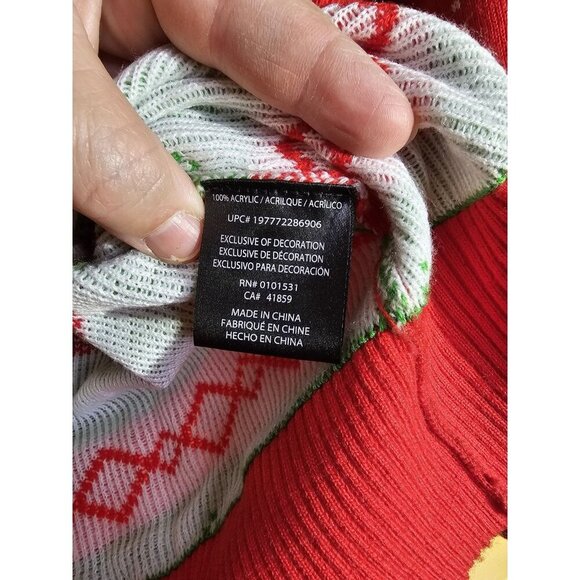 100% ACRYLIC / ACRILQUE / ACRÍLICO
UPC# 197772286906
EXCLUSIVE OF DECORATION
EXCLUSIVE DE DÉCORATION
EXCLUSIVO PARA DECORACIÓN
RN# 0101531
CA# 41859
MADE IN CHINA
FABRIQUÉ EN CHINE
HECHO EN CHINA